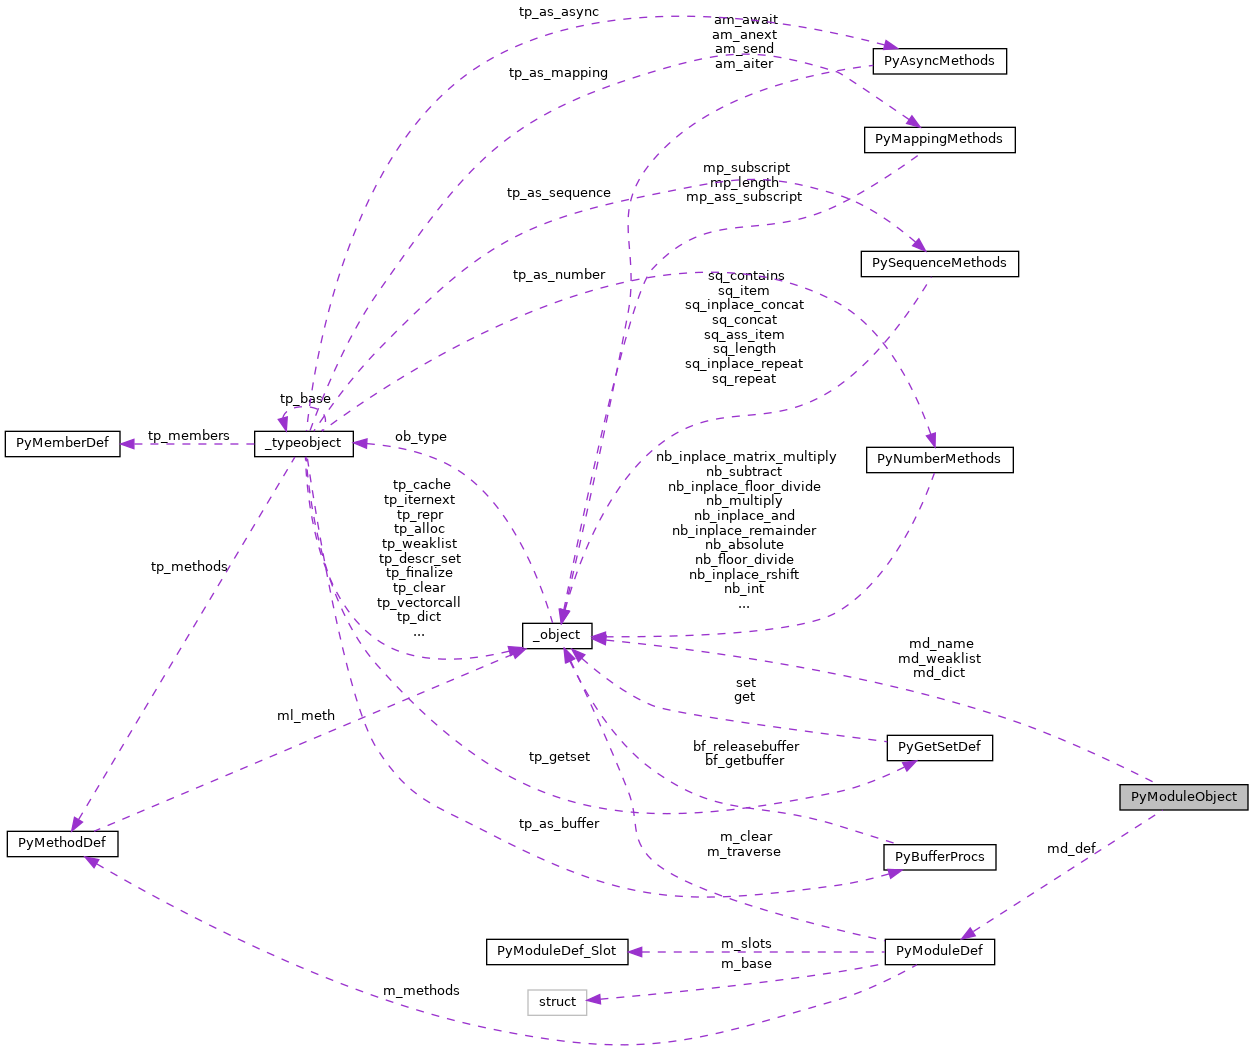 tp_as_async
am_await
am_anext
am_send
am_aiter
PyAsyncMethods
tp_as_mapping
PyMappingMethods
mp_subscript
mp_length
mp_ass_subscript
tp_as_sequence
PySequenceMethods
tp_as_number
sq_contains
sq_item
sq_inplace_concat
sq_concat
sq_ass_item
sq_length
sq_inplace_repeat
sq_repeat
tp_base
PyMemberDef
tp_members
_typeobject
ob_type
PyNumberMethods
nb_inplace_matrix_multiply
nb_subtract
nb_inplace_floor_divide
nb_multiply
nb_inplace_and
nb_inplace_remainder
nb_absolute
nb_floor_divide
nb_inplace_rshift
nb_int
...
tp_cache
tp_iternext
tp_repr
tp_alloc
tp_weaklist
tp_descr_set
tp_finalize
tp_clear
tp_vectorcall
tp_dict
...
tp_methods
_object
md_name
md_weaklist
md_dict
set
get
ml_meth
PyGetSetDef
bf_releasebuffer
bf_getbuffer
tp_getset
PyModuleObject
tp_as_buffer
m_clear
m_traverse
PyMethodDef
PyBufferProcs
md_def
PyModuleDef_Slot
m_slots
PyModuleDef
m_base
struct
m_methods